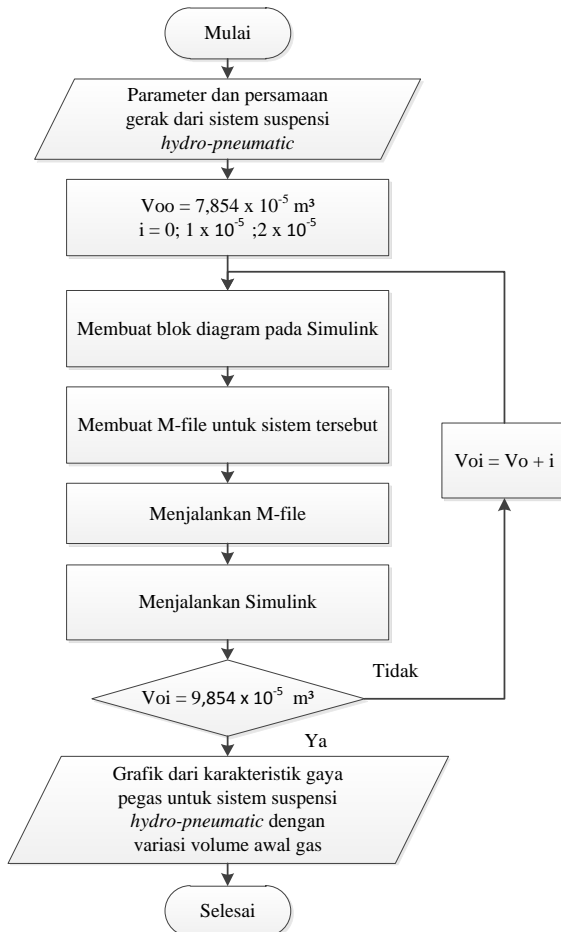 Mulai
Parameter dan persamaan
gerak dari sistem suspensi
hydro-pneumatic
Voo = 7,854 x 10⁻⁵ m³
i = 0; 1 x 10⁻⁵ ;2 x 10⁻⁵
Membuat blok diagram pada Simulink
Membuat M-file untuk sistem tersebut
Voi = Vo + i
Menjalankan M-file
Menjalankan Simulink
Tidak
Voi = 9,854 x 10⁻⁵ m³
Ya
Grafik dari karakteristik gaya
pegas untuk sistem suspensi
hydro-pneumatic dengan
variasi volume awal gas
Selesai